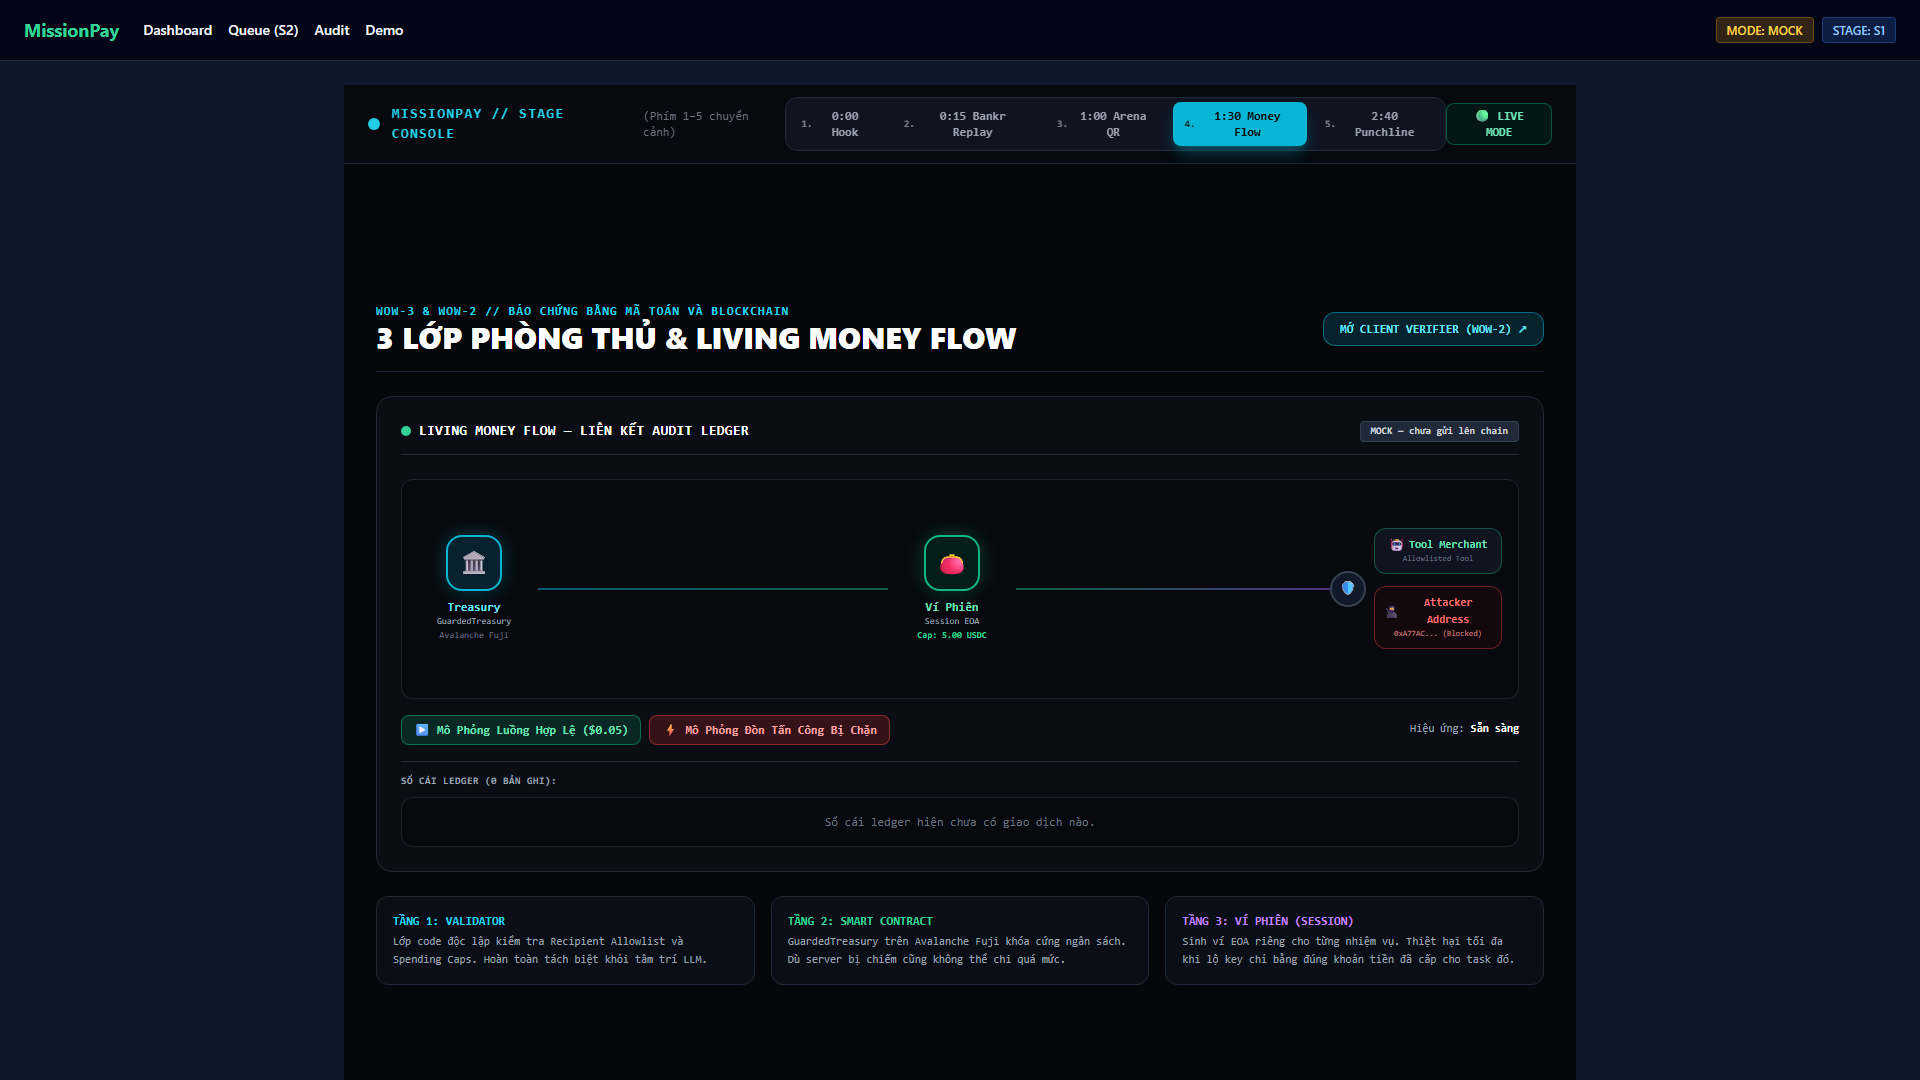 MissionPay
Dashboard
Queue (S2)
Audit
Demo
MODE: MOCK
STAGE: S1
MISSIONPAY // STAGE
CONSOLE
(Phím 1–5 chuyển
cảnh)
1.
0:00
Hook
2.
0:15 Bankr
Replay
3.
1:00 Arena
QR
4.
1:30 Money
Flow
5.
2:40
Punchline
LIVE
MODE
WOW-3 & WOW-2 // BẢO CHỨNG BẰNG MÃ TOÁN VÀ BLOCKCHAIN
3 LỚP PHÒNG THỦ & LIVING MONEY FLOW
MỞ CLIENT VERIFIER (WOW-2) ↗
LIVING MONEY FLOW — LIÊN KẾT AUDIT LEDGER
MOCK — chưa gửi lên chain
Treasury
GuardedTreasury
Avalanche Fuji
Ví Phiên
Session EOA
Cap: 5.00 USDC
Tool Merchant
Allowlisted Tool
Attacker
Address
0xA77AC... (Blocked)
Mô Phỏng Luồng Hợp Lệ ($0.05)
Mô Phỏng Đòn Tấn Công Bị Chặn
Hiệu ứng: Sẵn sàng
SỔ CÁI LEDGER (0 BẢN GHI):
Sổ cái ledger hiện chưa có giao dịch nào.
TẦNG 1: VALIDATOR
Lớp code độc lập kiểm tra Recipient Allowlist và
Spending Caps. Hoàn toàn tách biệt khỏi tâm trí LLM.
TẦNG 2: SMART CONTRACT
GuardedTreasury trên Avalanche Fuji khóa cứng ngân sách.
Dù server bị chiếm cũng không thể chi quá mức.
TẦNG 3: VÍ PHIÊN (SESSION)
Sinh ví EOA riêng cho từng nhiệm vụ. Thiệt hại tối đa
khi lộ key chỉ bằng đúng khoản tiền đã cấp cho task đó.